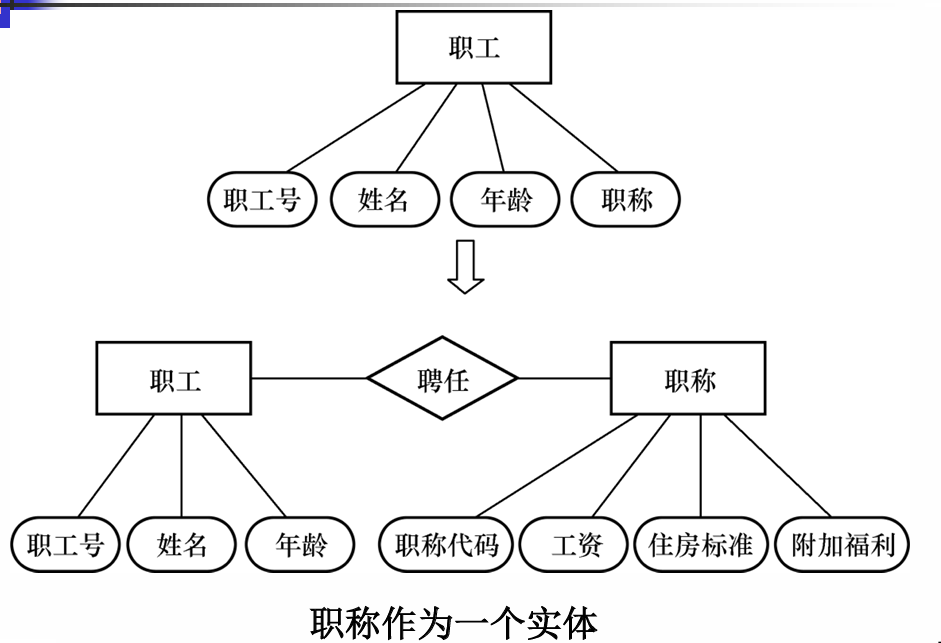 职工
职工号 姓名 年龄 职称
职工 聘任 职称
职工号 姓名 年龄 职称代码 工资 住房标准 附加福利
职称作为一个实体